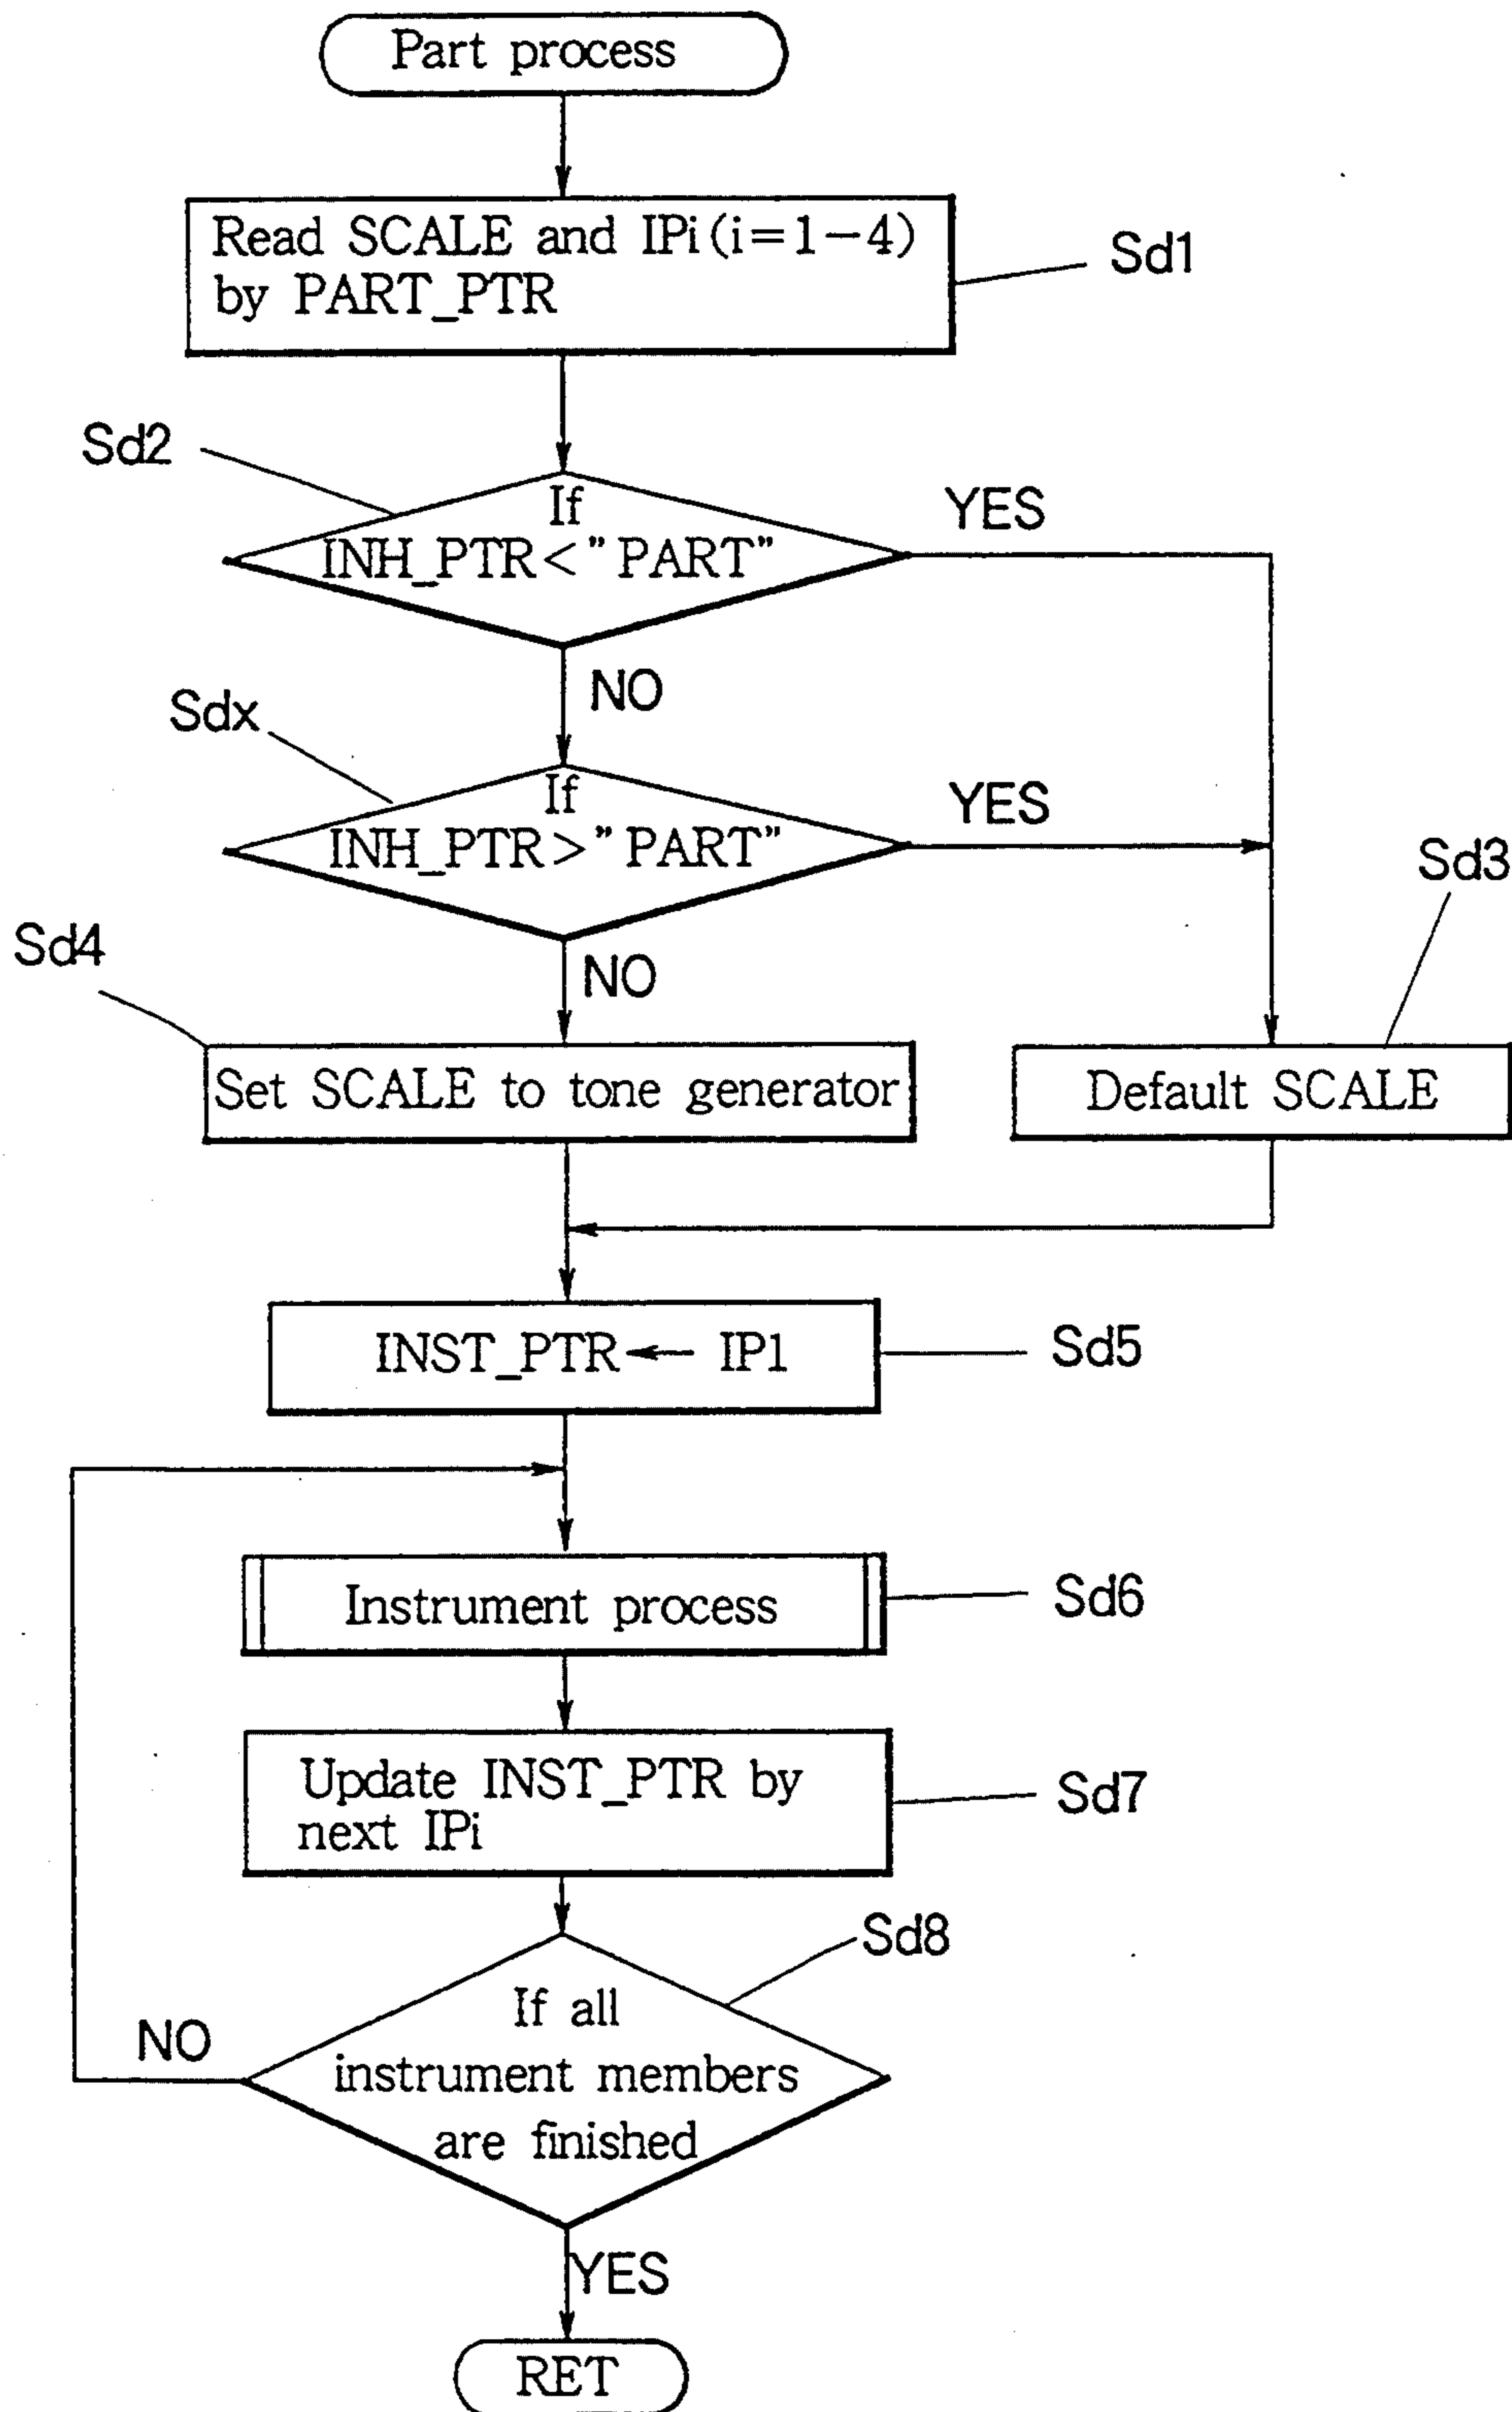 Part process
Read SCALE and IPi(i=1-4)
by PART_PTR
Sd1
Sd2
If
INH_PTR<"PART"
YES
NO
Sdx
If
INH_PTR>"PART"
YES
NO
Sd3
Sd4
Set SCALE to tone generator
Default SCALE
INST_PTR← IP1
Sd5
Instrument process
Sd6
Update INST_PTR by
next IPi
Sd7
Sd8
If all
instrument members
are finished
NO
YES
RET